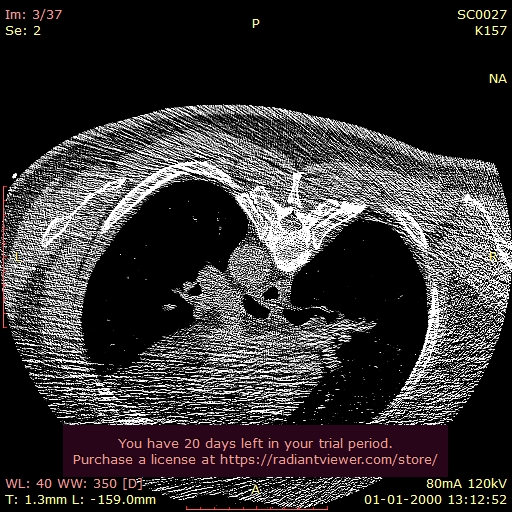 Im: 3/37
Se: 2
P
SC0027
K157
NA
You have 20 days left in your trial period.
Purchase a license at https://radiantviewer.com/store/
WL: 40 WW: 350 [D]
T: 1.3mm L: -159.0mm
A
80mA 120kV
01-01-2000 13:12:52